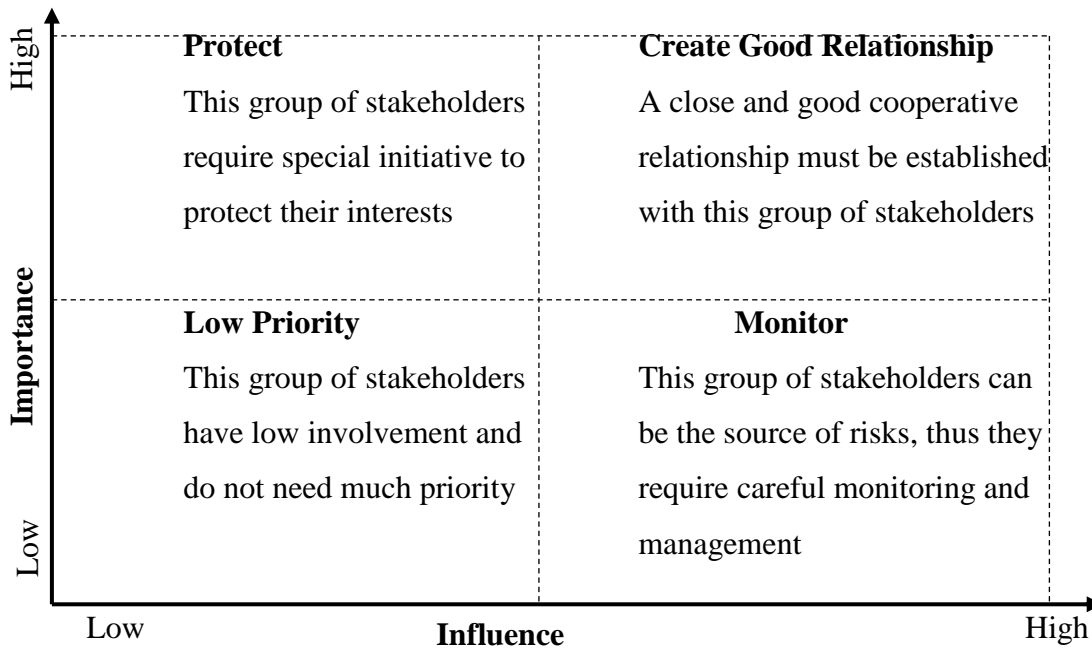 High
Protect
This group of stakeholders
require special initiative to
protect their interests
Create Good Relationship
A close and good cooperative
relationship must be established
with this group of stakeholders
Importance
Low Priority
This group of stakeholders
have low involvement and
do not need much priority
Monitor
This group of stakeholders can
be the source of risks, thus they
require careful monitoring and
management
Low
Low
Influence
High